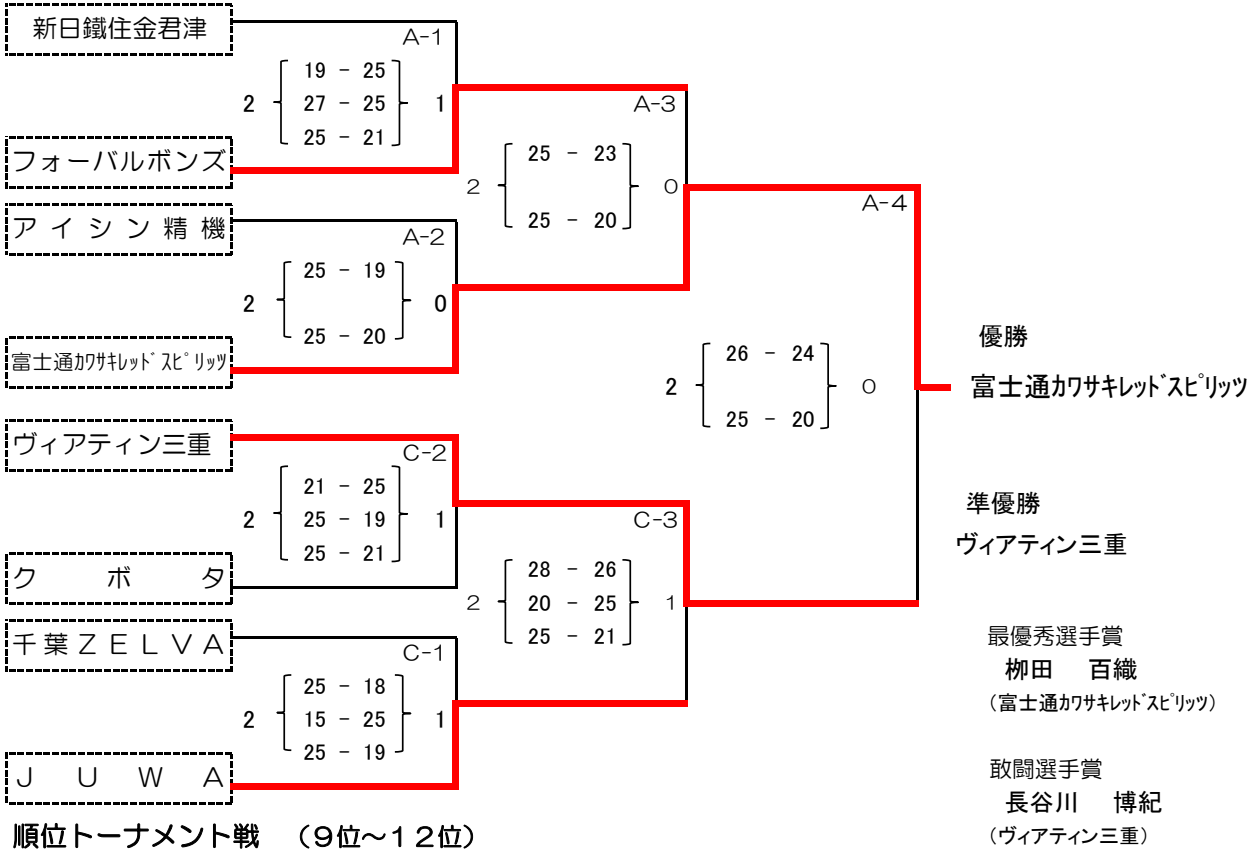 新日鐵住金君津
A-1
19 - 25
2 27 - 25 1
25 - 21
フォーバルボンズ
A-3
25 - 23
2 0
25 - 20
アイシン精機
A-2
25 - 19
2 0
25 - 20
富士通カワサキレッドスピリッツ
A-4
26 - 24
2 0
25 - 20
優勝
富士通カワサキレッドスピリッツ
ヴィアティン三重
C-2
21 - 25
2 25 - 19 1
25 - 21
クボタ
C-3
28 - 26
2 20 - 25 1
25 - 21
準優勝
ヴィアティン三重
千葉ZELVA
C-1
25 - 18
2 15 - 25 1
25 - 19
JUWA
最優秀選手賞
栁田 百織
(富士通カワサキレッドスピリッツ)
敢闘選手賞
長谷川 博紀
(ヴィアティン三重)
順位トーナメント戦 (9位~12位)